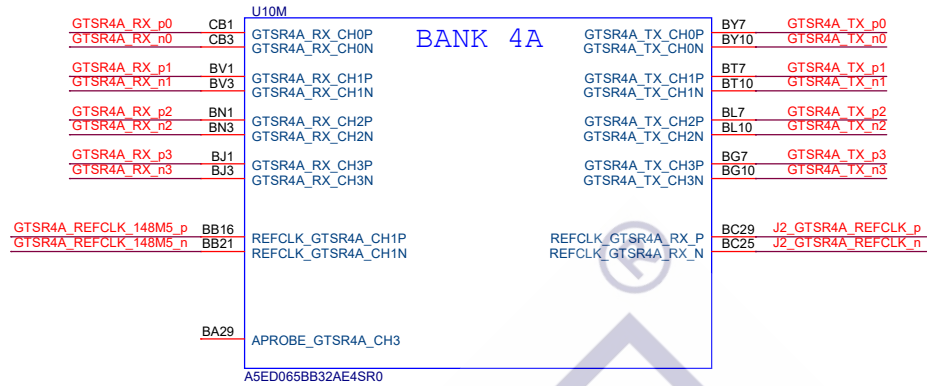 U10M
BANK 4A
GTSR4A_RX_p0 CB1 GTSR4A_RX_CH0P GTSR4A_TX_CH0P BY7 GTSR4A_TX_p0
GTSR4A_RX_n0 CB3 GTSR4A_RX_CH0N GTSR4A_TX_CH0N BY10 GTSR4A_TX_n0
GTSR4A_RX_p1 BV1 GTSR4A_RX_CH1P GTSR4A_TX_CH1P BT7 GTSR4A_TX_p1
GTSR4A_RX_n1 BV3 GTSR4A_RX_CH1N GTSR4A_TX_CH1N BT10 GTSR4A_TX_n1
GTSR4A_RX_p2 BN1 GTSR4A_RX_CH2P GTSR4A_TX_CH2P BL7 GTSR4A_TX_p2
GTSR4A_RX_n2 BN3 GTSR4A_RX_CH2N GTSR4A_TX_CH2N BL10 GTSR4A_TX_n2
GTSR4A_RX_p3 BJ1 GTSR4A_RX_CH3P GTSR4A_TX_CH3P BG7 GTSR4A_TX_p3
GTSR4A_RX_n3 BJ3 GTSR4A_RX_CH3N GTSR4A_TX_CH3N BG10 GTSR4A_TX_n3
GTSR4A_REFCLK_148M5_p BB16 REFCLK_GTSR4A_CH1P REFCLK_GTSR4A_RX_P BC29 J2_GTSR4A_REFCLK_p
GTSR4A_REFCLK_148M5_n BB21 REFCLK_GTSR4A_CH1N REFCLK_GTSR4A_RX_N BC25 J2_GTSR4A_REFCLK_n
®
BA29 APROBE_GTSR4A_CH3
A5ED065BB32AE4SR0